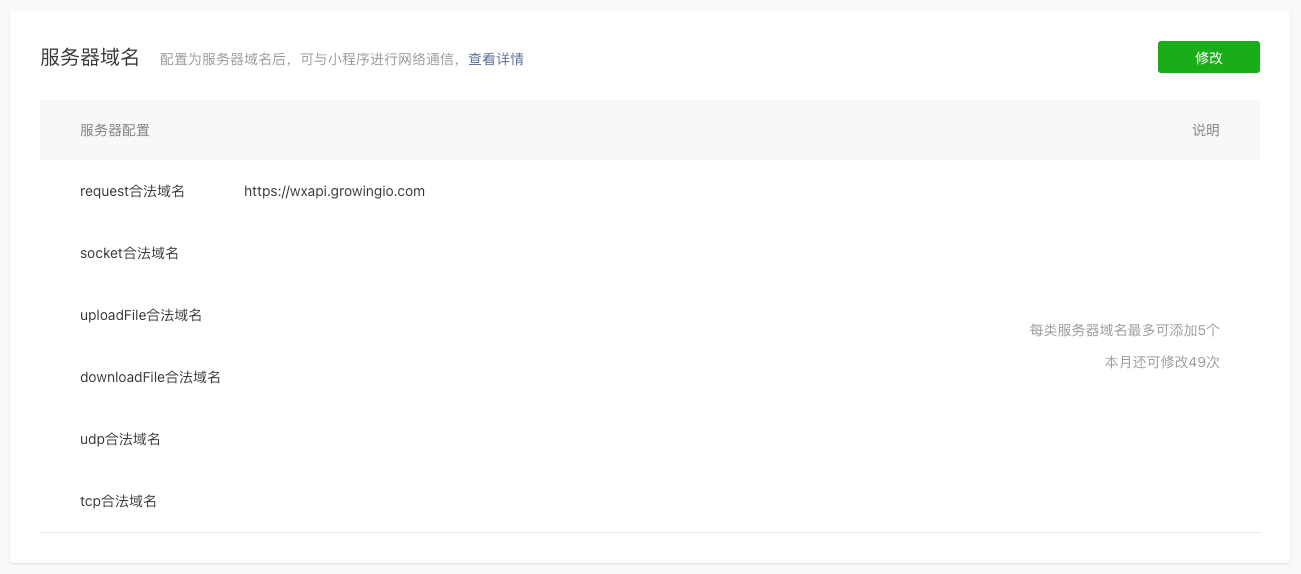 服务器域名 配置为服务器域名后，可与小程序进行网络通信，查看详情 修改
服务器配置 说明
request合法域名 https://wxapi.growingio.com
socket合法域名
uploadFile合法域名
每类服务器域名最多可添加5个
本月还可修改49次
downloadFile合法域名
udp合法域名
tcp合法域名